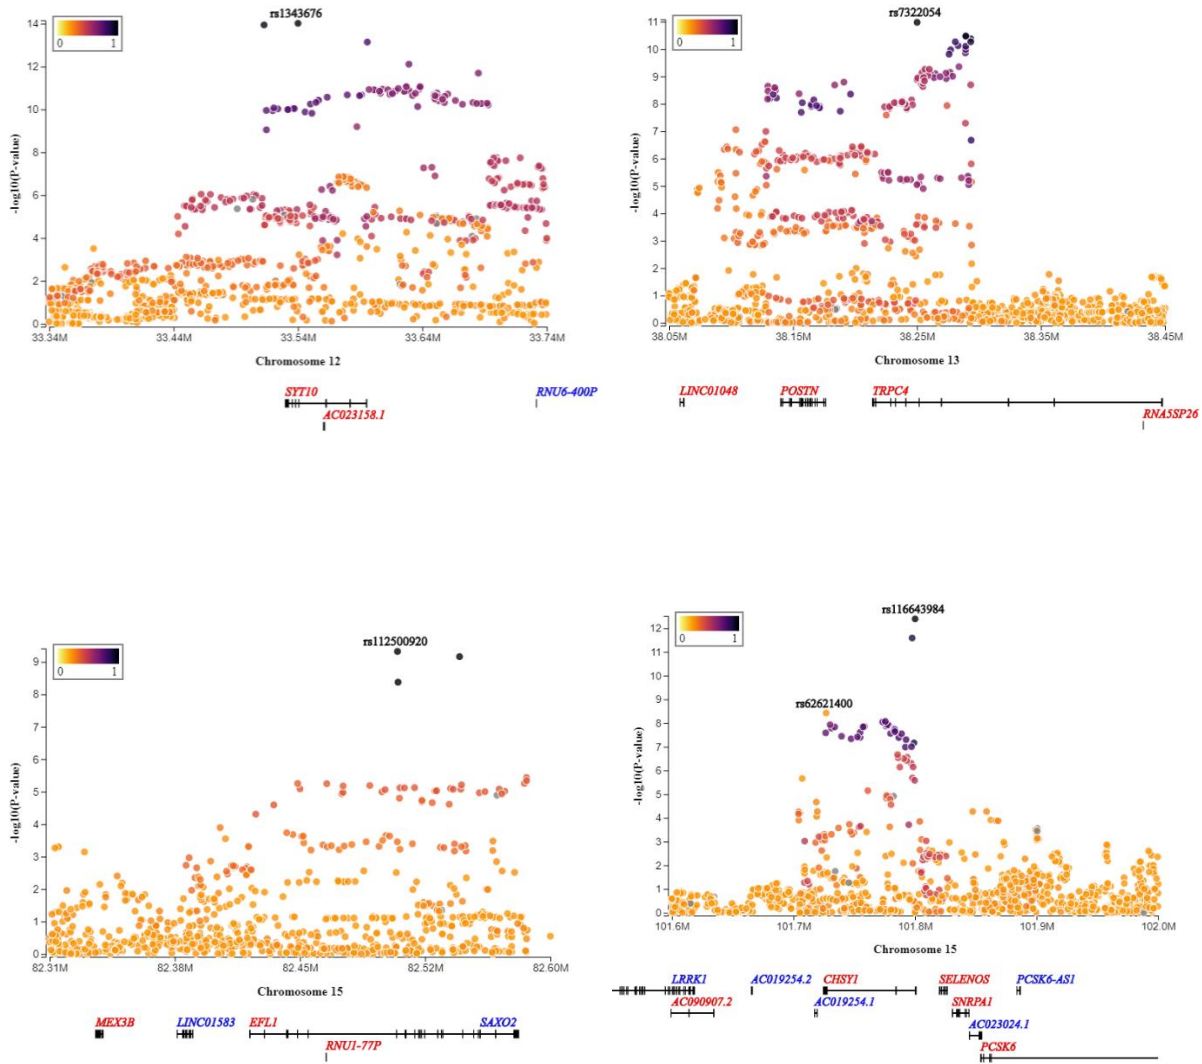 rs1343676
0 1
14
12
10
8
6
4
2
0
-log10(P-value)
33.34M 33.44M 33.54M 33.64M 33.74M
Chromosome 12
SYT10 RNU6-400P
AC023158.1
rs7322054
0 1
11
10
9
8
7
6
5
4
3
2
1
0
-log10(P-value)
38.05M 38.15M 38.25M 38.35M 38.45M
Chromosome 13
LINC01048 POSTN TRPC4
RNA5SP26
rs112500920
0 1
9
8
7
6
5
4
3
2
1
0
-log10(P-value)
82.31M 82.38M 82.45M 82.52M 82.60M
Chromosome 15
MEX3B LINC01583 EFL1 SAXO2
RNU1-77P
rs116643984
0 1
rs62621400
12
11
10
9
8
7
6
5
4
3
2
1
0
-log10(P-value)
101.6M 101.7M 101.8M 101.9M 102.0M
Chromosome 15
LRRK1 AC019254.2 CHSY1 SELENOS PCSK6-AS1
AC090907.2 AC019254.1 SNRPA1
AC023024.1
PCSK6